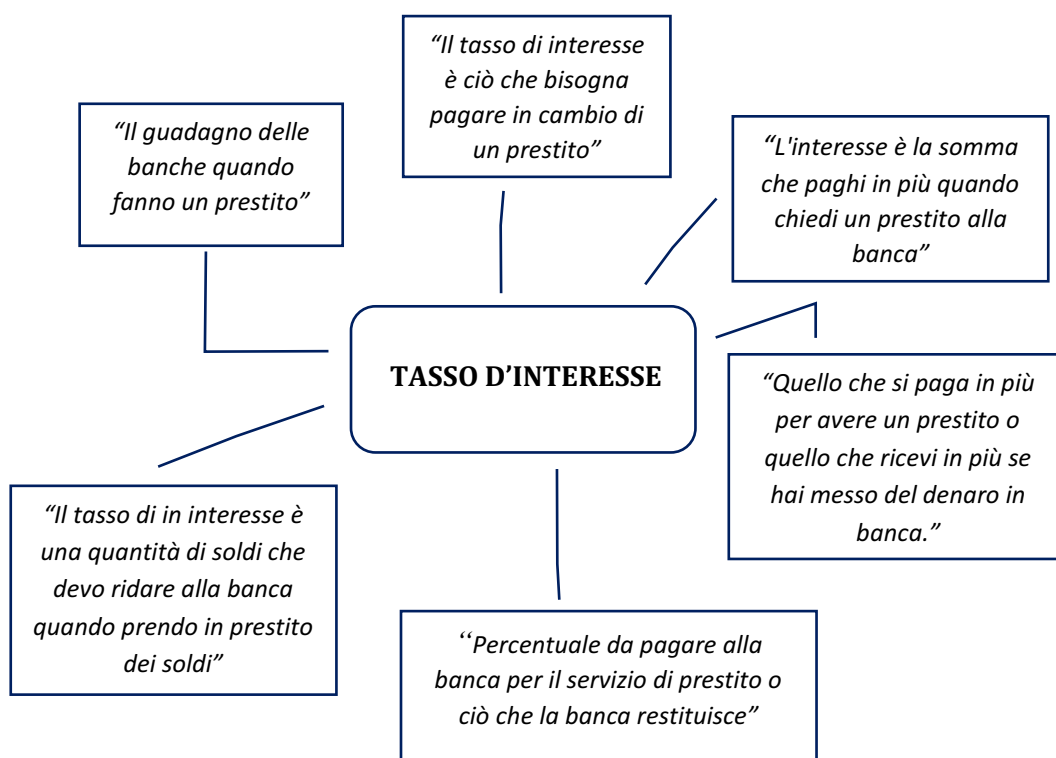 “Il tasso di interesse
è ciò che bisogna
pagare in cambio di
un prestito”
“Il guadagno delle
banche quando
fanno un prestito”
“L'interesse è la somma
che paghi in più quando
chiedi un prestito alla
banca”
TASSO D’INTERESSE
“Quello che si paga in più
per avere un prestito o
quello che ricevi in più se
hai messo del denaro in
banca.”
“Il tasso di in interesse è
una quantità di soldi che
devo ridare alla banca
quando prendo in prestito
dei soldi”
“Percentuale da pagare alla
banca per il servizio di prestito o
ciò che la banca restituisce”